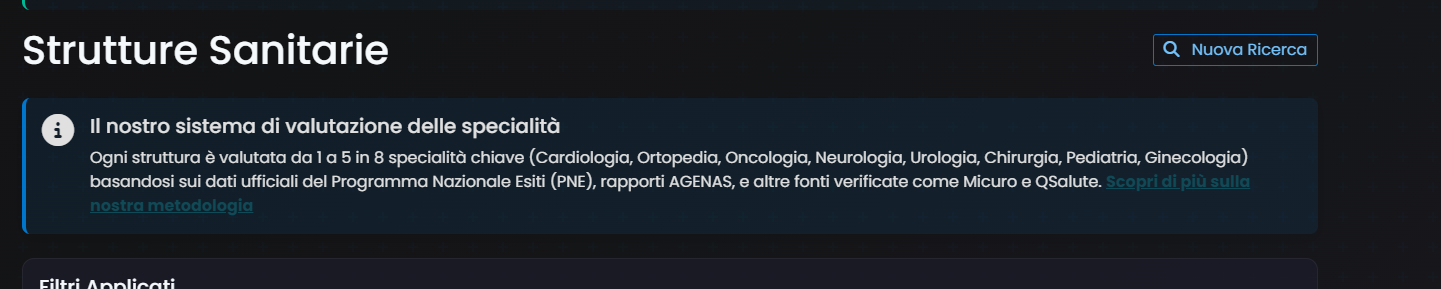 Strutture Sanitarie
Nuova Ricerca
Il nostro sistema di valutazione delle specialità
Ogni struttura è valutata da 1 a 5 in 8 specialità chiave (Cardiologia, Ortopedia, Oncologia, Neurologia, Urologia, Chirurgia, Pediatria, Ginecologia)
basandosi sui dati ufficiali del Programma Nazionale Esiti (PNE), rapporti AGENAS, e altre fonti verificate come Micuro e QSalute. Scopri di più sulla
nostra metodologia
Filtri Applicati